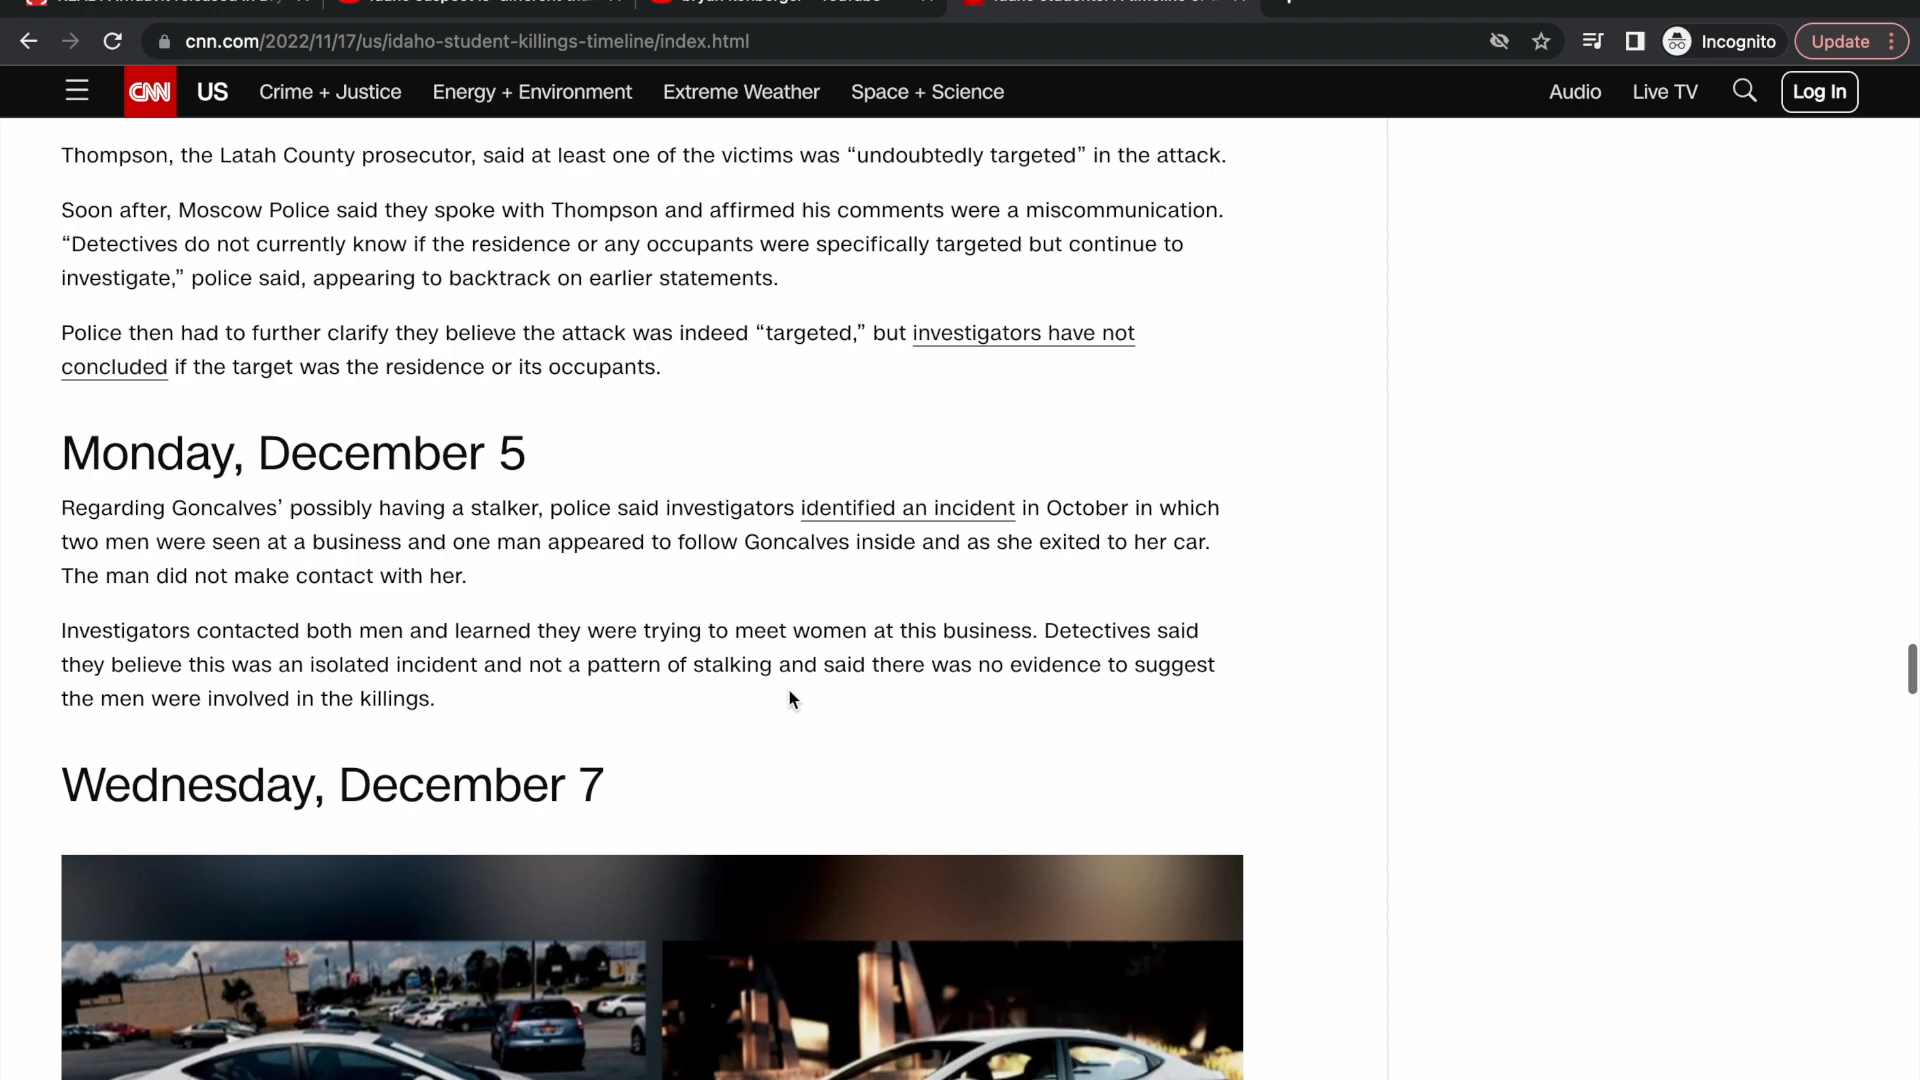 cnn.com/2022/11/17/us/idaho-student-killings-timeline/index.html
Incognito
Update
CNN US Crime + Justice Energy + Environment Extreme Weather Space + Science Audio Live TV Log In
Thompson, the Latah County prosecutor, said at least one of the victims was “undoubtedly targeted” in the attack.
Soon after, Moscow Police said they spoke with Thompson and affirmed his comments were a miscommunication.
“Detectives do not currently know if the residence or any occupants were specifically targeted but continue to
investigate,” police said, appearing to backtrack on earlier statements.
Police then had to further clarify they believe the attack was indeed “targeted,” but investigators have not
concluded if the target was the residence or its occupants.
Monday, December 5
Regarding Goncalves’ possibly having a stalker, police said investigators identified an incident in October in which
two men were seen at a business and one man appeared to follow Goncalves inside and as she exited to her car.
The man did not make contact with her.
Investigators contacted both men and learned they were trying to meet women at this business. Detectives said
they believe this was an isolated incident and not a pattern of stalking and said there was no evidence to suggest
the men were involved in the killings.
Wednesday, December 7